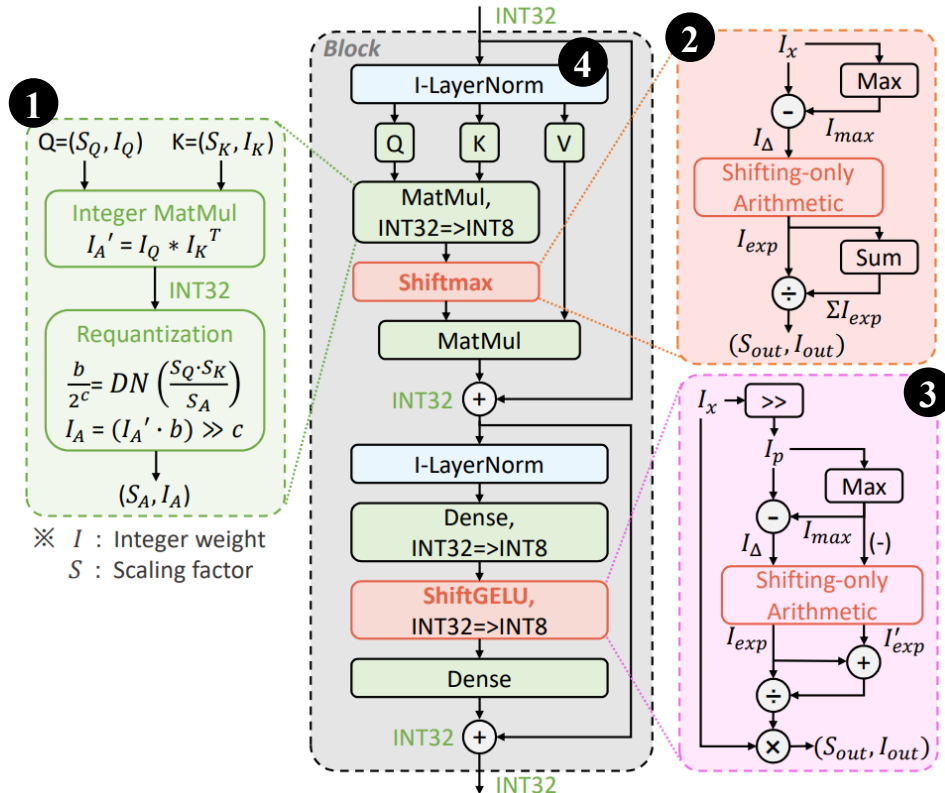 1
Q=(S_Q, I_Q) K=(S_K, I_K)
Integer MatMul
I_A′ = I_Q * I_K^T
INT32
Requantization
b/2^c = DN (S_Q·S_K/S_A)
I_A = (I_A′ · b) ≫ c
(S_A, I_A)
※ I : Integer weight
S : Scaling factor
INT32
Block
4
I-LayerNorm
Q K V
MatMul,
INT32=>INT8
Shiftmax
MatMul
INT32 +
I-LayerNorm
Dense,
INT32=>INT8
ShiftGELU,
INT32=>INT8
Dense
INT32 +
INT32
2
I_x
Max
-
I_max
I_Δ
Shifting-only
Arithmetic
I_exp
Sum
÷
ΣI_exp
(S_out, I_out)
3
I_x >>
I_p
Max
-
I_max
I_Δ (-)
Shifting-only
Arithmetic
I_exp I′_exp
+
÷
× (S_out, I_out)